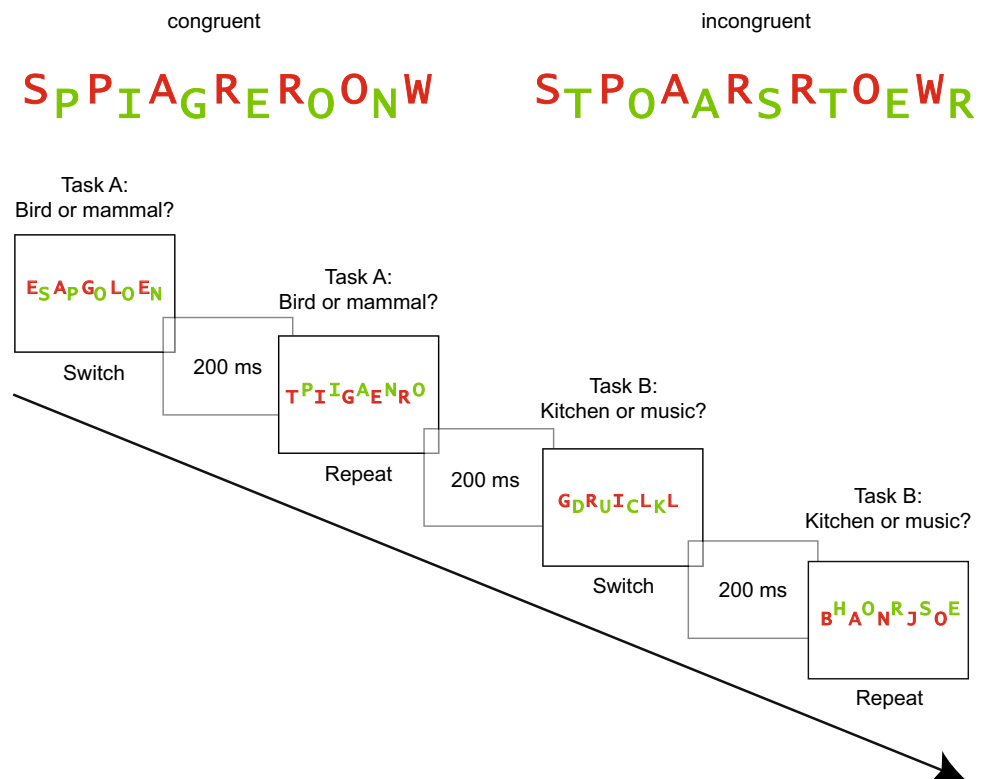 congruent
incongruent
SPPIAGREROONW
STPOAARSRTOEWR
Task A:
Bird or mammal?
ESAPGOLOEN
Switch
200 ms
Task A:
Bird or mammal?
TPIIGAENRO
Repeat
200 ms
Task B:
Kitchen or music?
GDRUICLKL
Switch
200 ms
Task B:
Kitchen or music?
BHAONRJSOE
Repeat